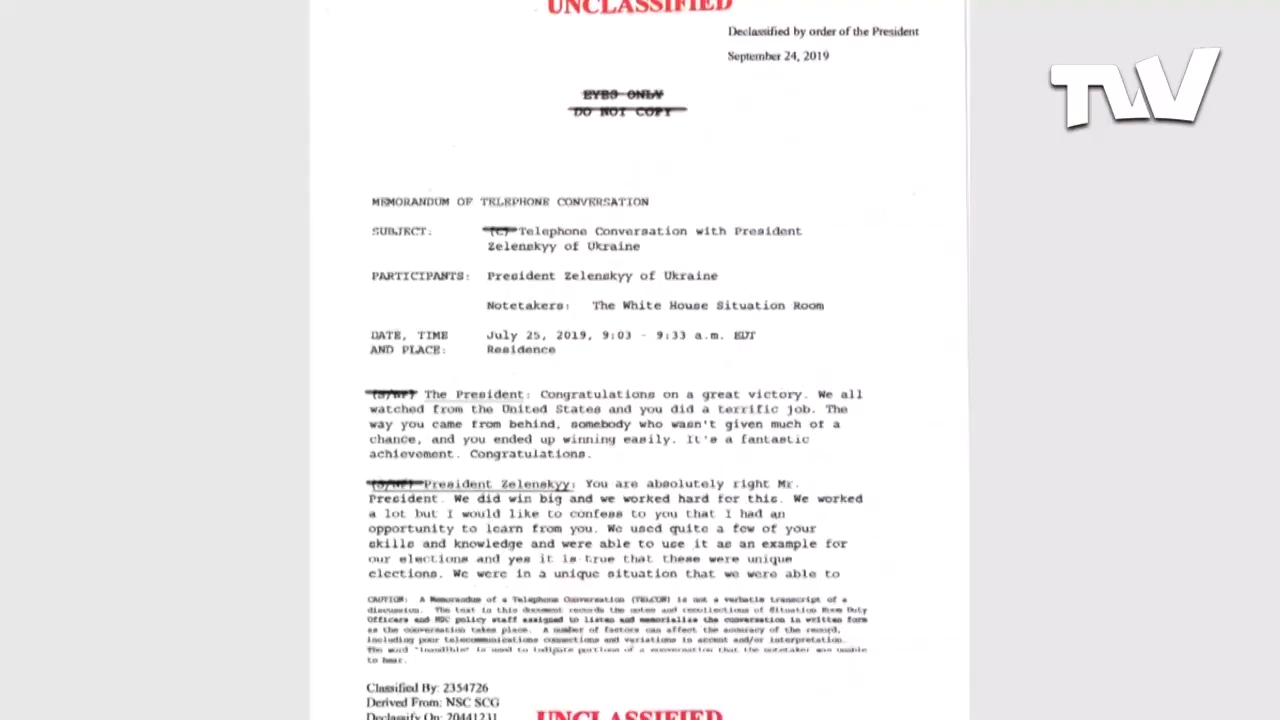 UNCLASSIFIED
Declassified by order of the President
September 24, 2019
TVV
EYES ONLY
DO NOT COPY
MEMORANDUM OF TELEPHONE CONVERSATION
SUBJECT: (C) Telephone Conversation with President
Zelenskyy of Ukraine
PARTICIPANTS: President Zelenskyy of Ukraine
Notetakers: The White House Situation Room
DATE, TIME July 25, 2019, 9:03 - 9:33 a.m. EDT
AND PLACE: Residence
(S/NF) The President: Congratulations on a great victory. We all
watched from the United States and you did a terrific job. The
way you came from behind, somebody who wasn't given much of a
chance, and you ended up winning easily. It's a fantastic
achievement. Congratulations.
(S/NF) President Zelenskyy: You are absolutely right Mr.
President. We did win big and we worked hard for this. We worked
a lot but I would like to confess to you that I had an
opportunity to learn from you. We used quite a few of your
skills and knowledge and were able to use it as an example for
our elections and yes it is true that these were unique
elections. We were in a unique situation that we were able to
CAUTION: A Memorandum of a Telephone Conversation (TELCON) is not a verbatim transcript of a
discussion. The text in this document records the notes and recollections of Situation Room Duty
Officers and NSC policy staff assigned to listen and memorialize the conversation in written form
as the conversation takes place. A number of factors can affect the accuracy of the record,
including poor telecommunications connections and variations in accent and/or interpretation.
The word "inaudible" is used to indicate portions of a conversation that the notetaker was unable
to hear.
Classified By: 2354726
Derived From: NSC SCG
Declassify On: 20441231
UNCLASSIFIED